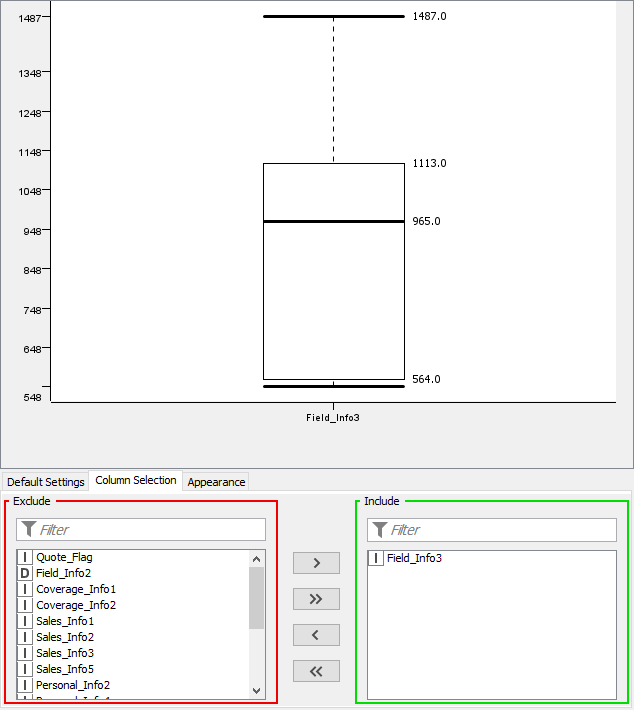 1487
1487.0
1348
1248
1148
1113.0
1048
965.0
948
848
748
648
564.0
548
Field_Info3
Default Settings Column Selection Appearance
Exclude
Filter
I Quote_Flag
D Field_Info2
I Coverage_Info1
I Coverage_Info2
I Sales_Info1
I Sales_Info2
I Sales_Info3
I Sales_Info5
I Personal_Info2
>
>>
<
<<
Include
Filter
I Field_Info3